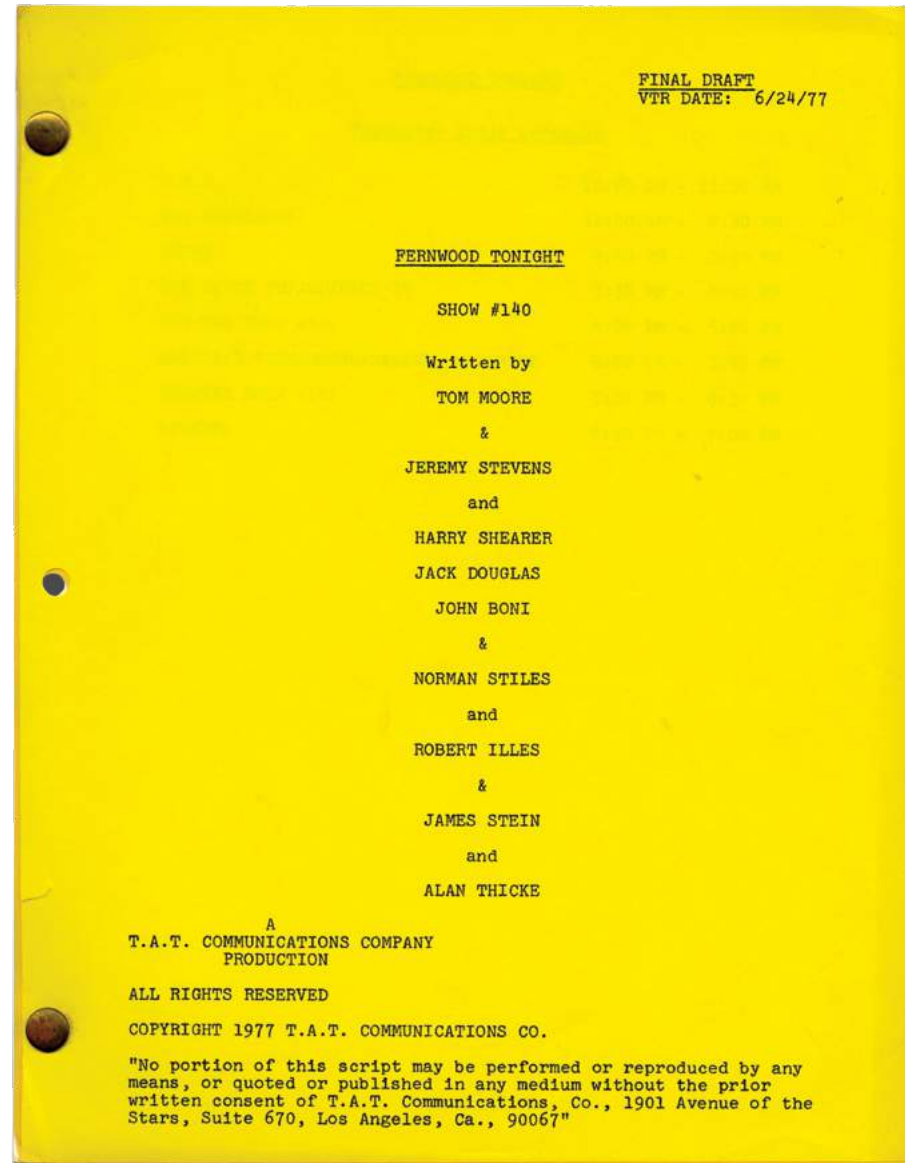 FINAL DRAFT
VTR DATE: 6/24/77
FERNWOOD TONIGHT
SHOW #140
Written by
TOM MOORE
&
JEREMY STEVENS
and
HARRY SHEARER
JACK DOUGLAS
JOHN BONI
&
NORMAN STILES
and
ROBERT ILLES
&
JAMES STEIN
and
ALAN THICKE
A
T.A.T. COMMUNICATIONS COMPANY
PRODUCTION
ALL RIGHTS RESERVED
COPYRIGHT 1977 T.A.T. COMMUNICATIONS CO.
"No portion of this script may be performed or reproduced by any
means, or quoted or published in any medium without the prior
written consent of T.A.T. Communications, Co., 1901 Avenue of the
Stars, Suite 670, Los Angeles, Ca., 90067"